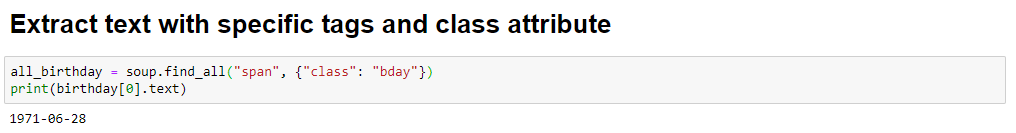 Extract text with specific tags and class attribute
all_birthday = soup.find_all("span", {"class": "bday"})
print(birthday[0].text)
1971-06-28